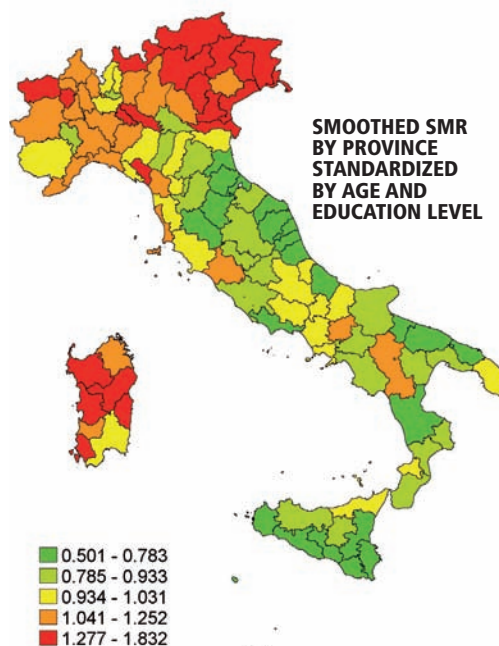 SMOOTHED SMR
BY PROVINCE
STANDARDIZED
BY AGE AND
EDUCATION LEVEL
0.501 - 0.783
0.785 - 0.933
0.934 - 1.031
1.041 - 1.252
1.277 - 1.832